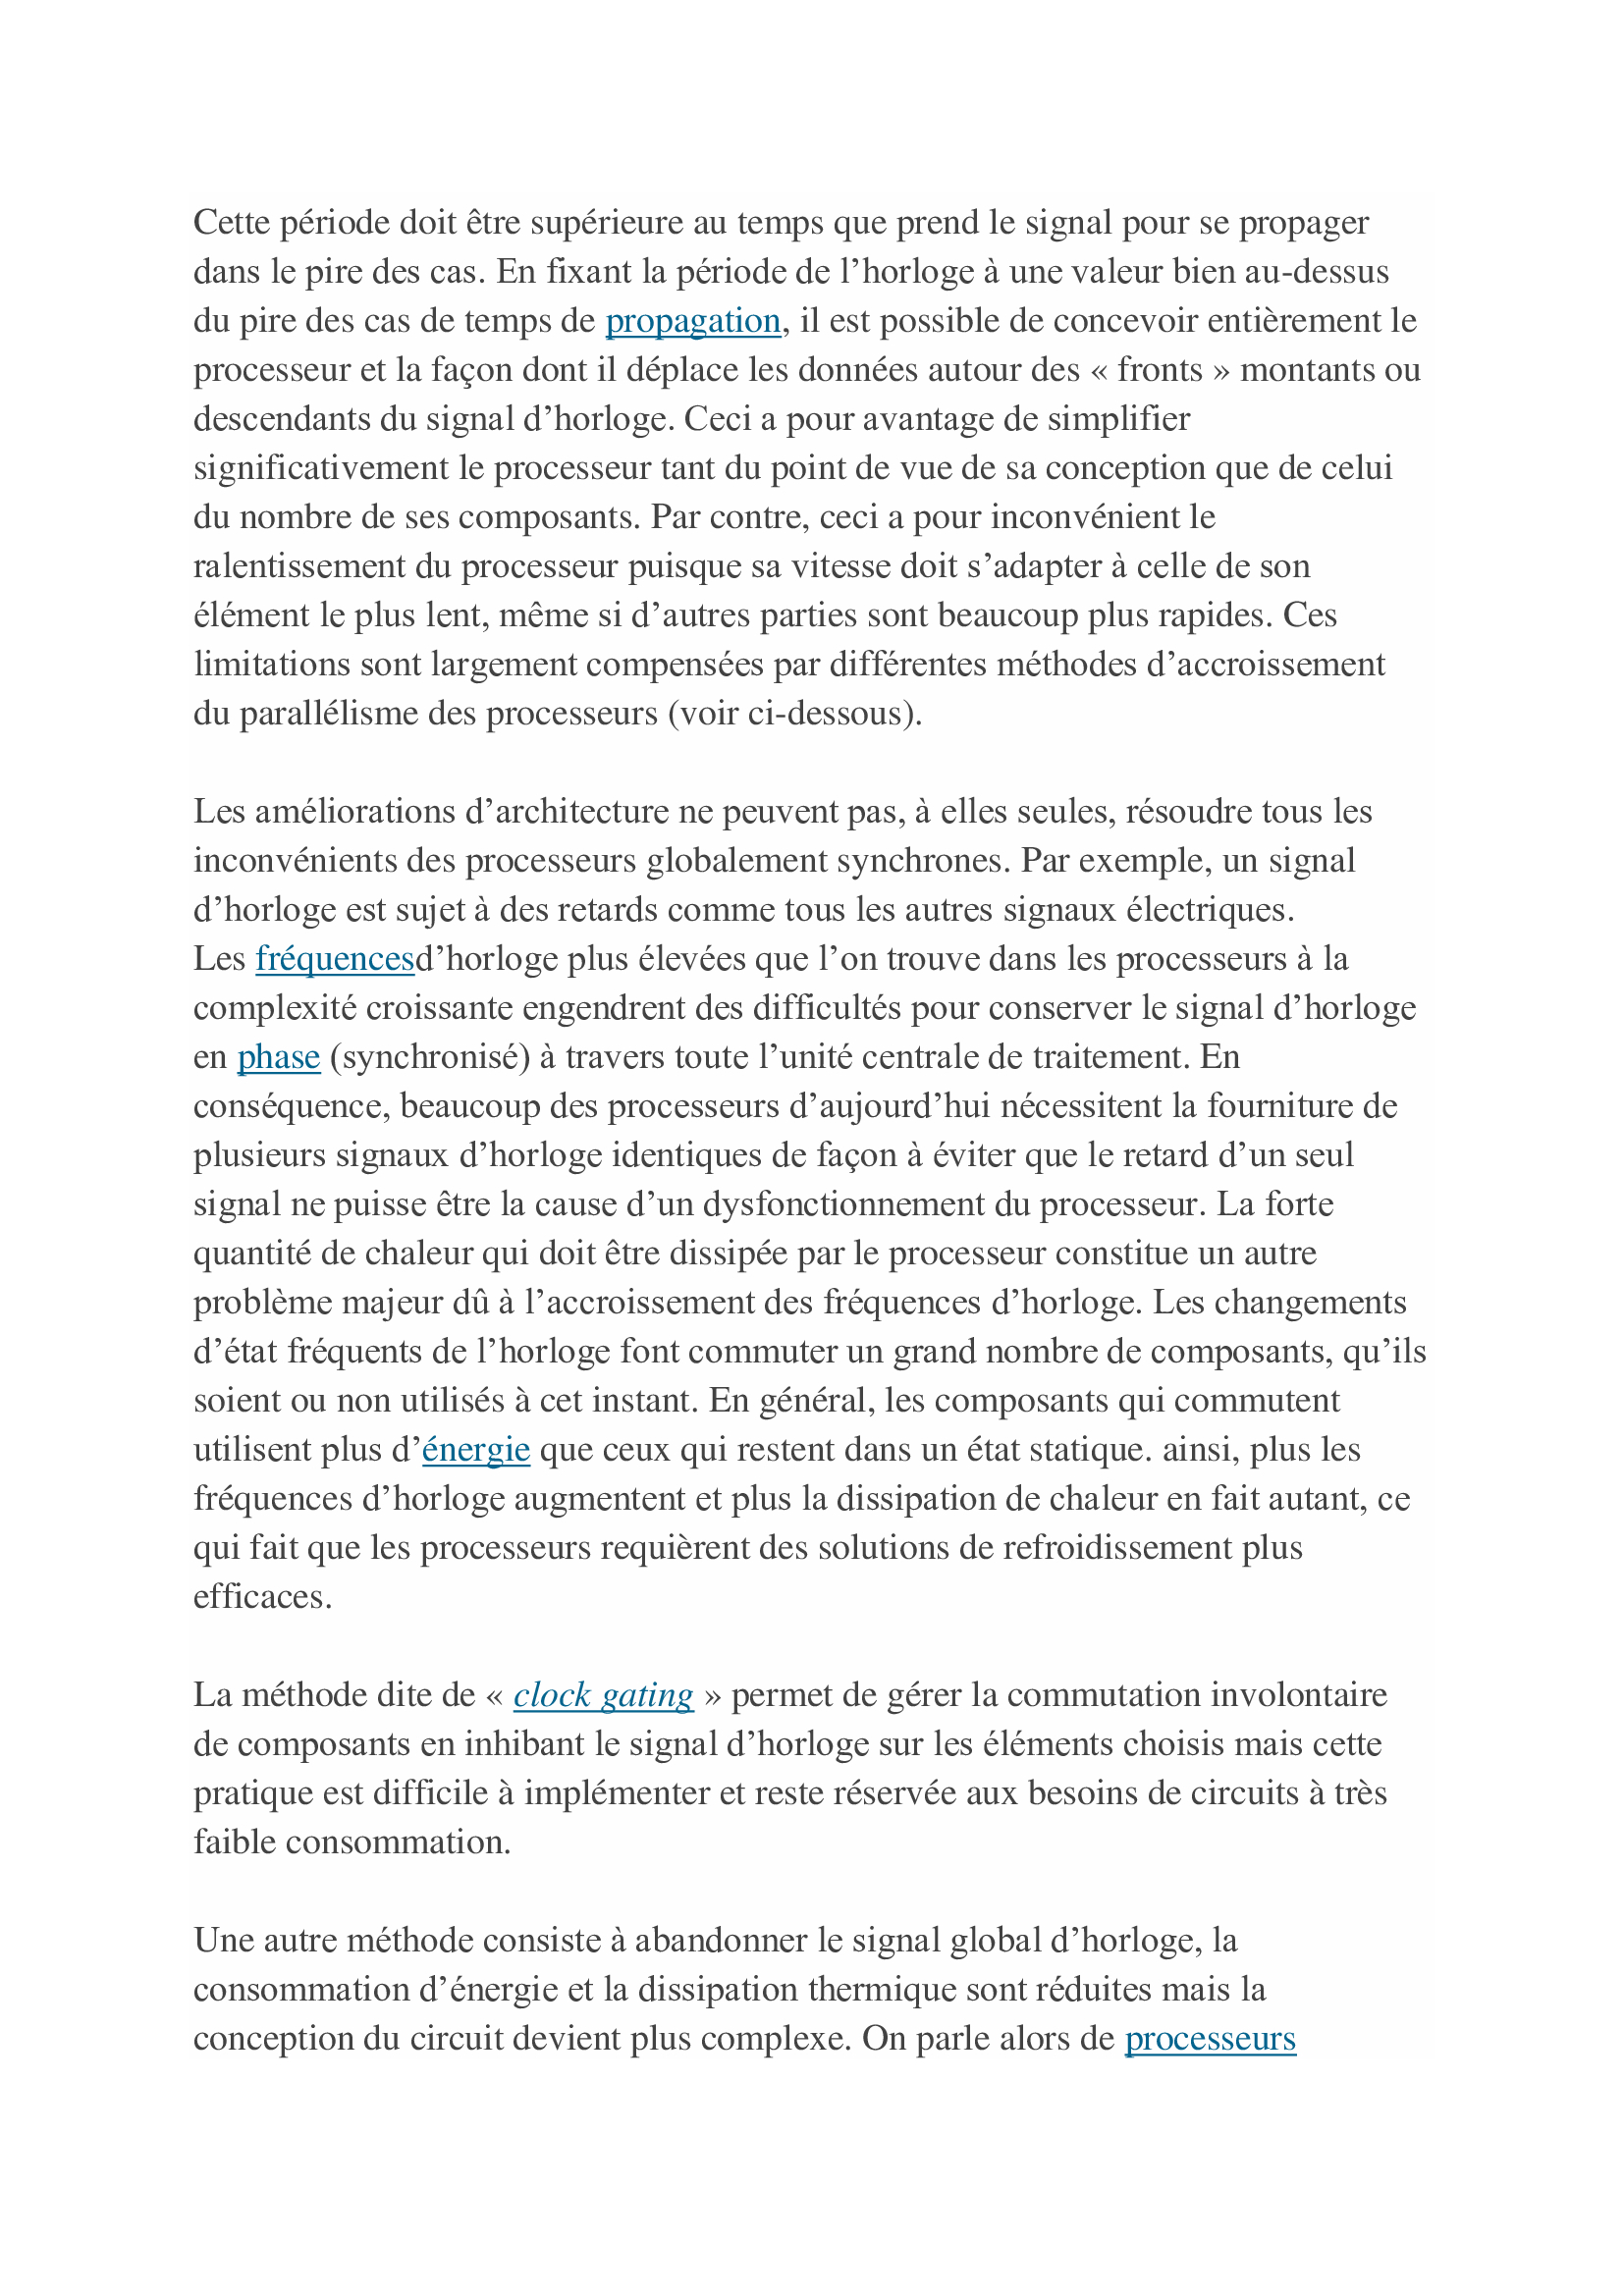 Cette période doit être supérieure au temps que prend le signal pour se propager
dans le pire des cas. En fixant la période de l’horloge à une valeur bien au-dessus
du pire des cas de temps de propagation, il est possible de concevoir entièrement le
processeur et la façon dont il déplace les données autour des « fronts » montants ou
descendants du signal d’horloge. Ceci a pour avantage de simplifier
significativement le processeur tant du point de vue de sa conception que de celui
du nombre de ses composants. Par contre, ceci a pour inconvénient le
ralentissement du processeur puisque sa vitesse doit s’adapter à celle de son
élément le plus lent, même si d’autres parties sont beaucoup plus rapides. Ces
limitations sont largement compensées par différentes méthodes d’accroissement
du parallélisme des processeurs (voir ci-dessous).
Les améliorations d’architecture ne peuvent pas, à elles seules, résoudre tous les
inconvénients des processeurs globalement synchrones. Par exemple, un signal
d’horloge est sujet à des retards comme tous les autres signaux électriques.
Les fréquencesd’horloge plus élevées que l’on trouve dans les processeurs à la
complexité croissante engendrent des difficultés pour conserver le signal d’horloge
en phase (synchronisé) à travers toute l’unité centrale de traitement. En
conséquence, beaucoup des processeurs d’aujourd’hui nécessitent la fourniture de
plusieurs signaux d’horloge identiques de façon à éviter que le retard d’un seul
signal ne puisse être la cause d’un dysfonctionnement du processeur. La forte
quantité de chaleur qui doit être dissipée par le processeur constitue un autre
problème majeur dû à l’accroissement des fréquences d’horloge. Les changements
d’état fréquents de l’horloge font commuter un grand nombre de composants, qu’ils
soient ou non utilisés à cet instant. En général, les composants qui commutent
utilisent plus d’énergie que ceux qui restent dans un état statique. ainsi, plus les
fréquences d’horloge augmentent et plus la dissipation de chaleur en fait autant, ce
qui fait que les processeurs requièrent des solutions de refroidissement plus
efficaces.
La méthode dite de « clock gating » permet de gérer la commutation involontaire
de composants en inhibant le signal d’horloge sur les éléments choisis mais cette
pratique est difficile à implémenter et reste réservée aux besoins de circuits à très
faible consommation.
Une autre méthode consiste à abandonner le signal global d’horloge, la
consommation d’énergie et la dissipation thermique sont réduites mais la
conception du circuit devient plus complexe. On parle alors de processeurs